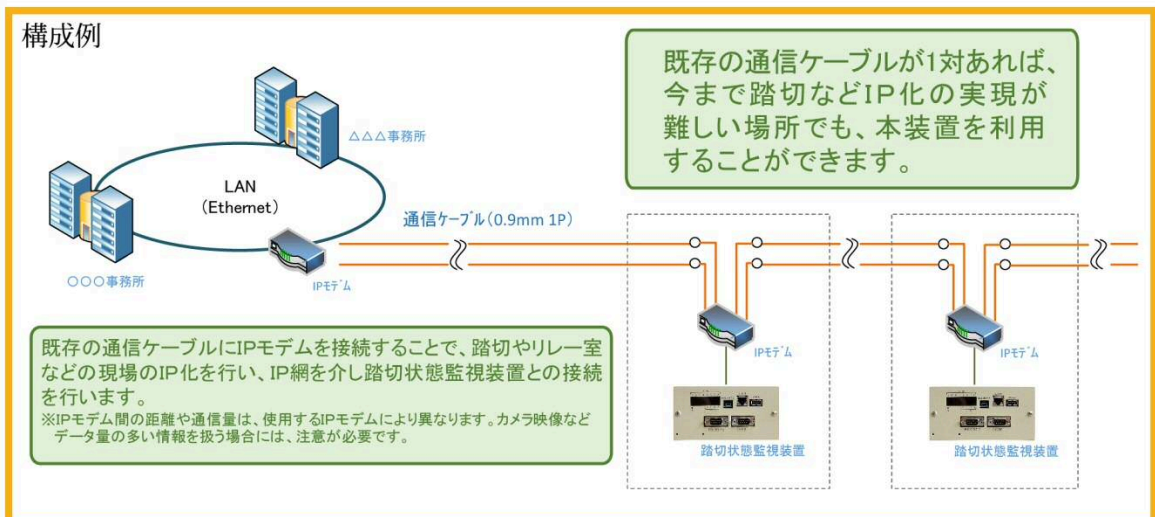 構成例
既存の通信ケーブルが1対あれば、
今まで踏切などIP化の実現が
難しい場所でも、本装置を利用
することができます。
△△△事務所
LAN
(Ethernet)
通信ケーブル(0.9mm 1P)
○○○事務所
IPモデム
IPモデム
IPモデム
既存の通信ケーブルにIPモデムを接続することで、踏切やリレー室
などの現場のIP化を行い、IP網を介し踏切状態監視装置との接続
を行います。
※IPモデム間の距離や通信量は、使用するIPモデムにより異なります。カメラ映像など
データ量の多い情報を扱う場合には、注意が必要です。
踏切状態監視装置
踏切状態監視装置